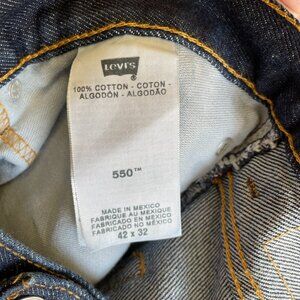 Levi's
100% COTTON - COTON -
ALGODÓN - ALGODÃO
550™
MADE IN MEXICO
FABRIQUÉ AU MEXIQUE
FABRICADO EN MEXICO
FABRICADO NO MÉXICO
42 x 32